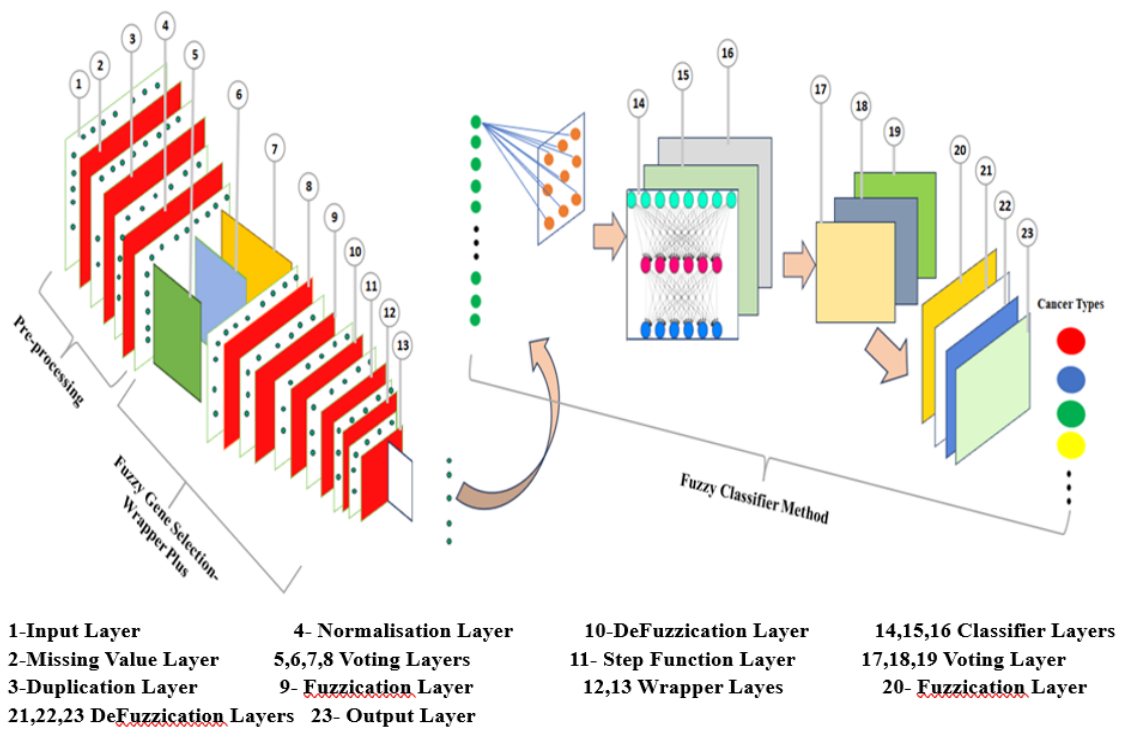 1
2
3
4
5
6
7
8
9
10
11
12
13
14
15
16
17
18
19
20
21
22
23
Pre-processing
Fuzzy Gene Selection-
Wrapper Plus
Fuzzy Classifier Method
Cancer Types
1-Input Layer 4- Normalisation Layer 10-DeFuzzication Layer 14,15,16 Classifier Layers
2-Missing Value Layer 5,6,7,8 Voting Layers 11- Step Function Layer 17,18,19 Voting Layer
3-Duplication Layer 9- Fuzzication Layer 12,13 Wrapper Layes 20- Fuzzication Layer
21,22,23 DeFuzzication Layers 23- Output Layer